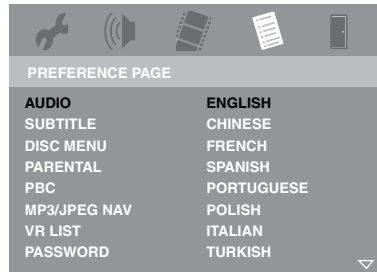 PREFERENCE PAGE
AUDIO ENGLISH
SUBTITLE CHINESE
DISC MENU FRENCH
PARENTAL SPANISH
PBC PORTUGUESE
MP3/JPEG NAV POLISH
VR LIST ITALIAN
PASSWORD TURKISH